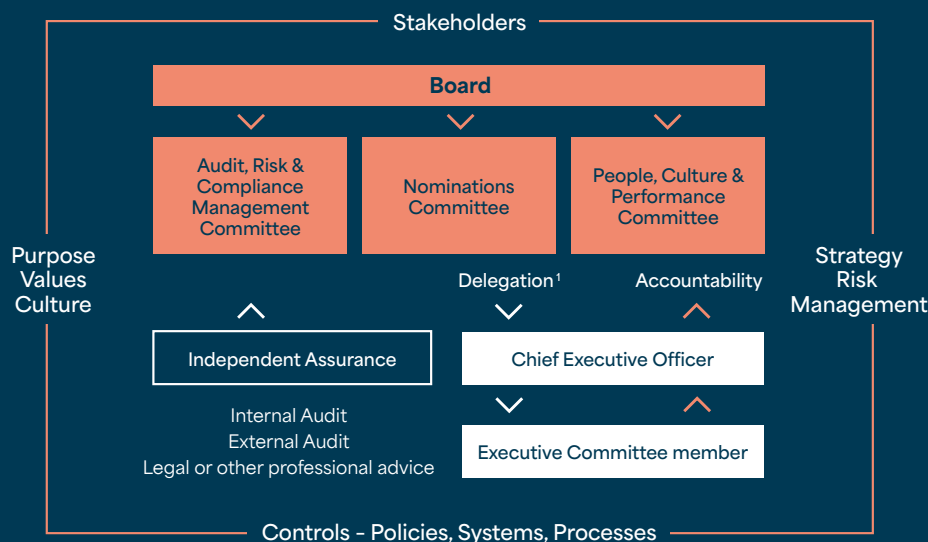 Stakeholders
Board
Audit, Risk &
Compliance
Management
Committee
Nominations
Committee
People, Culture &
Performance
Committee
Purpose
Values
Culture
Strategy
Risk
Management
Delegation¹
Accountability
Independent Assurance
Chief Executive Officer
Internal Audit
External Audit
Legal or other professional advice
Executive Committee member
Controls – Policies, Systems, Processes